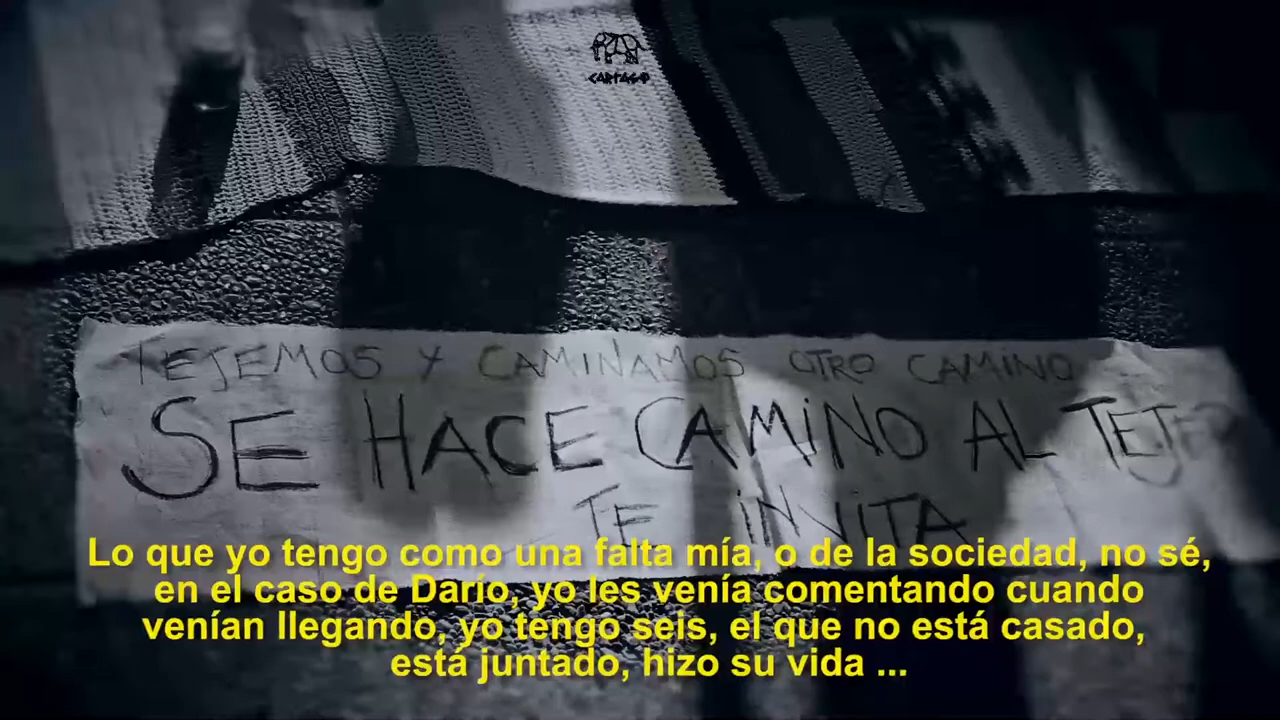 CARTAGO
TEJEMOS Y CAMINAMOS OTRO CAMINO
SE HACE CAMINO AL TEJER
TE INVITA
Lo que yo tengo como una falta mía, o de la sociedad, no sé,
en el caso de Darío, yo les venía comentando cuando
venían llegando, yo tengo seis, el que no está casado,
está juntado, hizo su vida ...